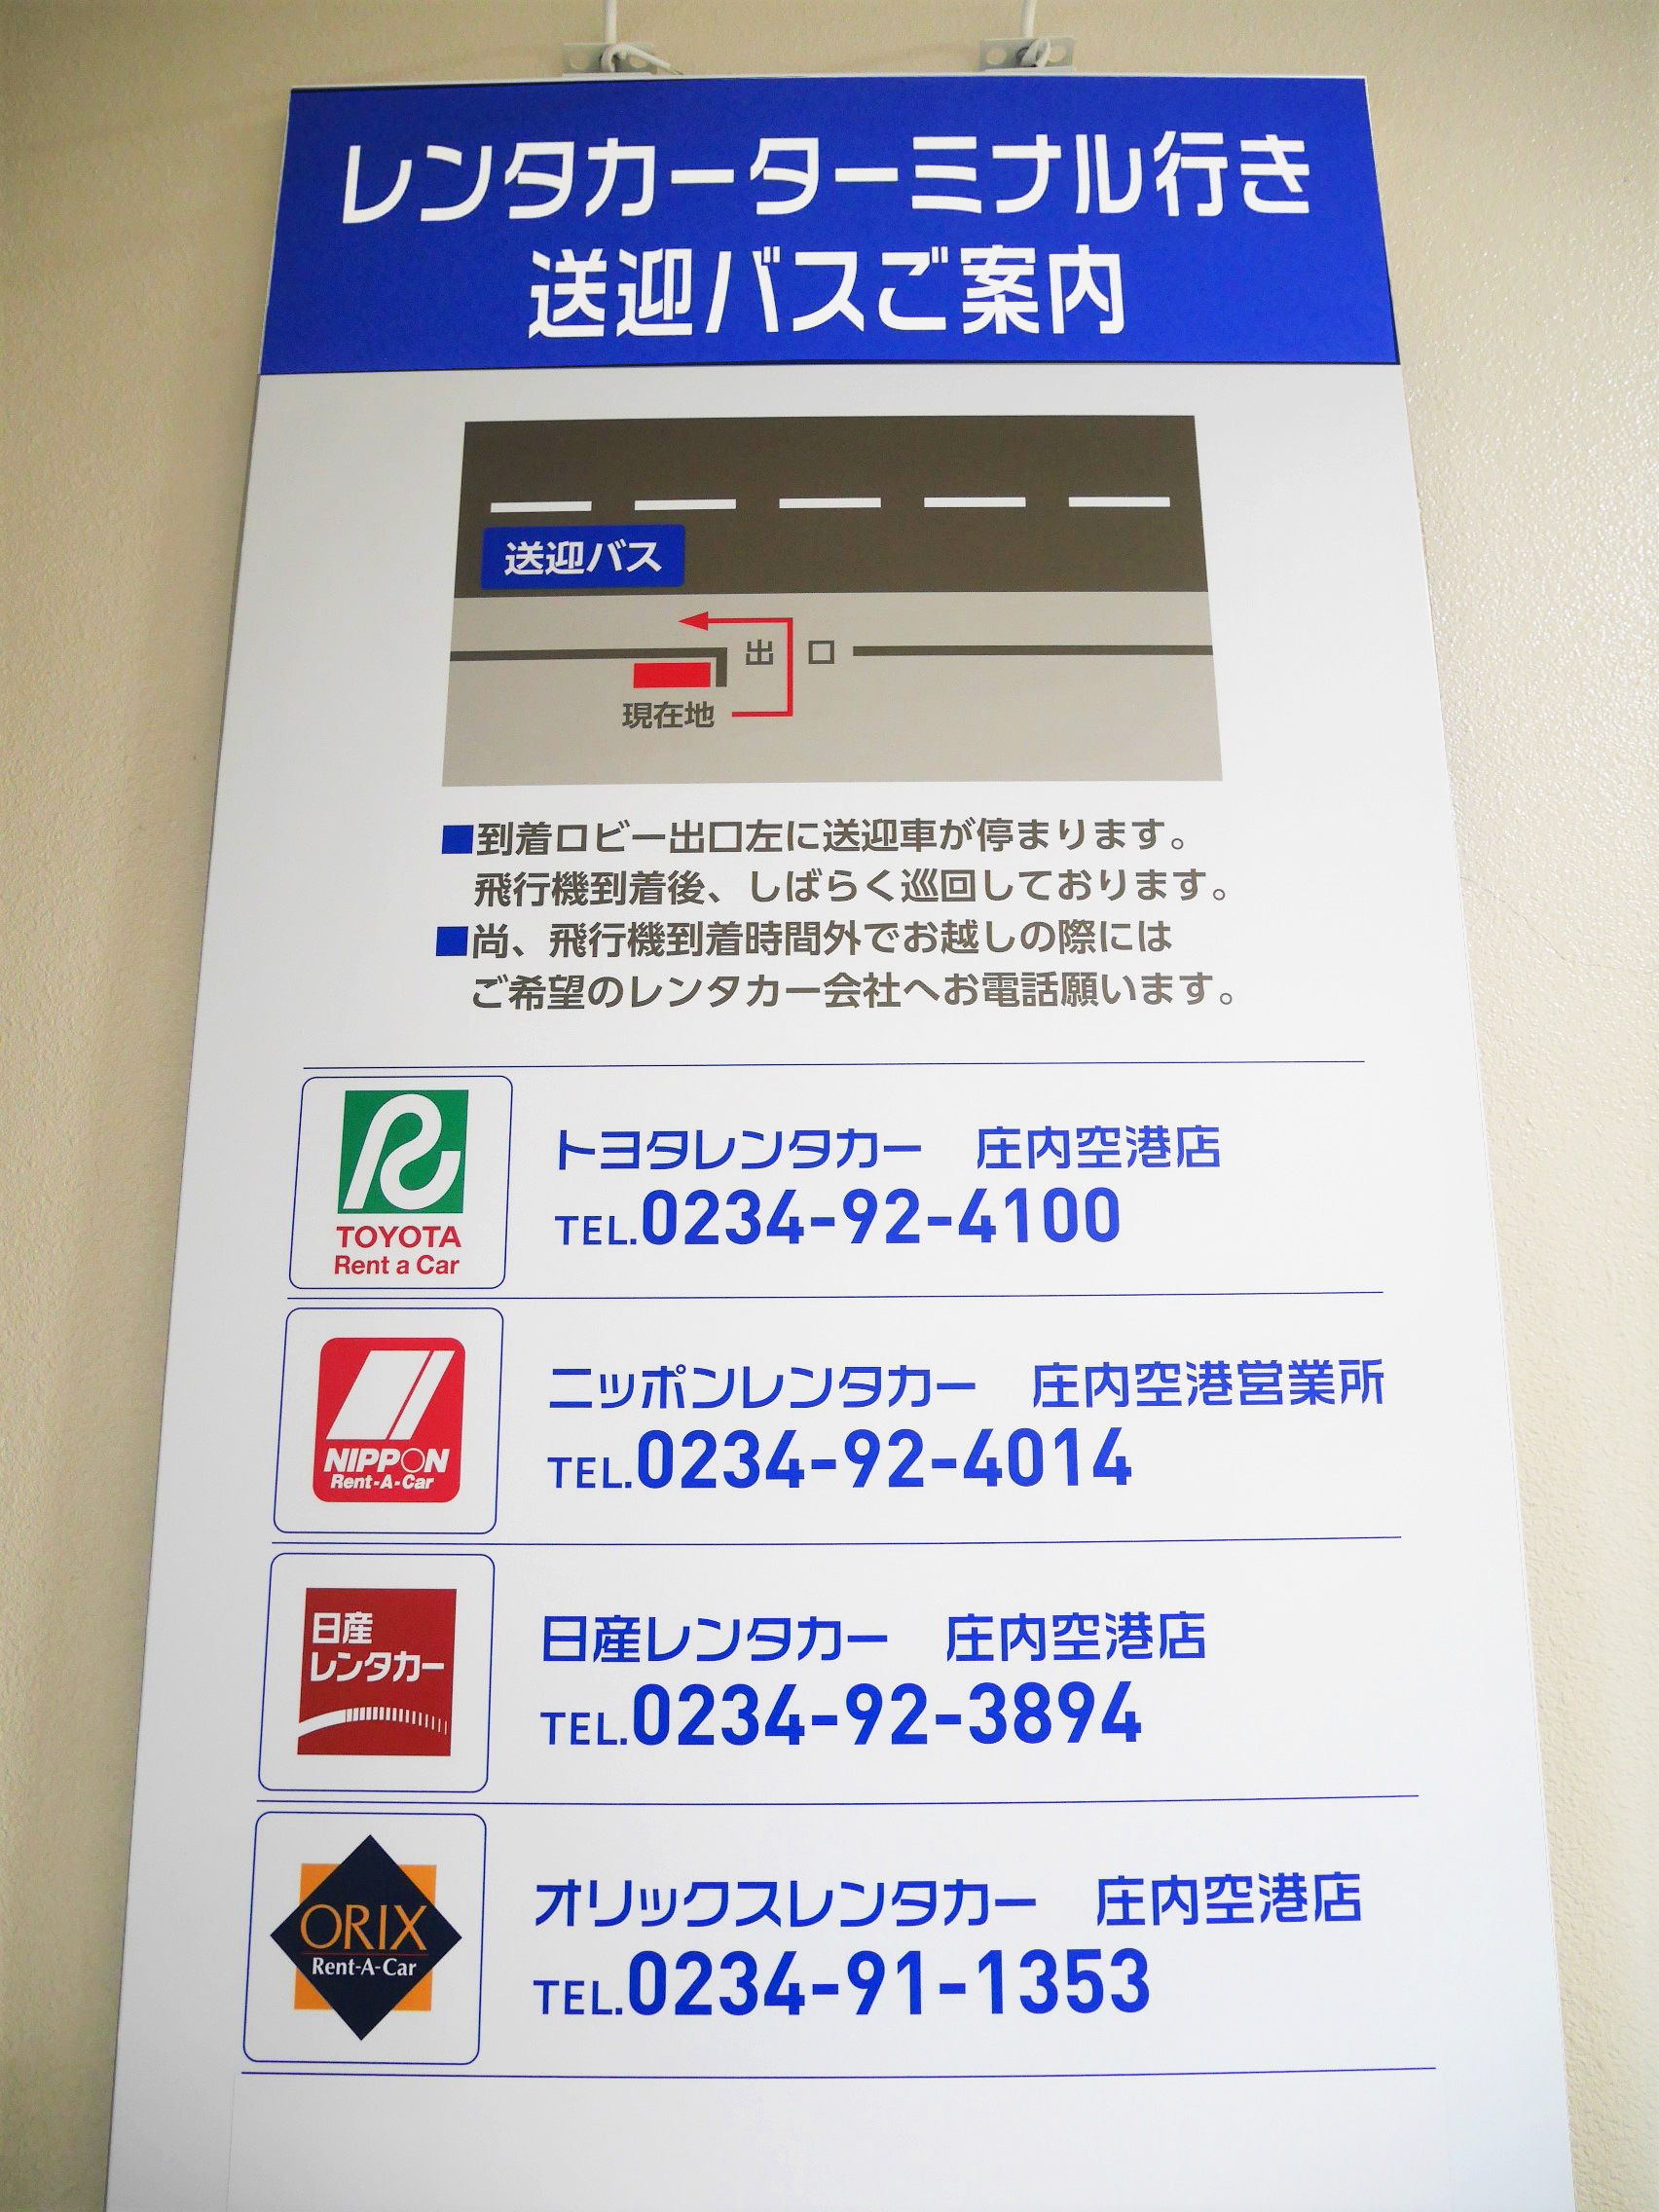 レンタカーターミナル行き
送迎バスご案内
送迎バス
出 口
現在地
■到着ロビー出口左に送迎車が停まります。
飛行機到着後、しばらく巡回しております。
■尚、飛行機到着時間外でお越しの際には
ご希望のレンタカー会社へお電話願います。
TOYOTA
Rent a Car
トヨタレンタカー 庄内空港店
TEL.0234-92-4100
NIPPON
Rent-A-Car
ニッポンレンタカー 庄内空港営業所
TEL.0234-92-4014
日産
レンタカー
日産レンタカー 庄内空港店
TEL.0234-92-3894
ORIX
Rent-A-Car
オリックスレンタカー 庄内空港店
TEL.0234-91-1353